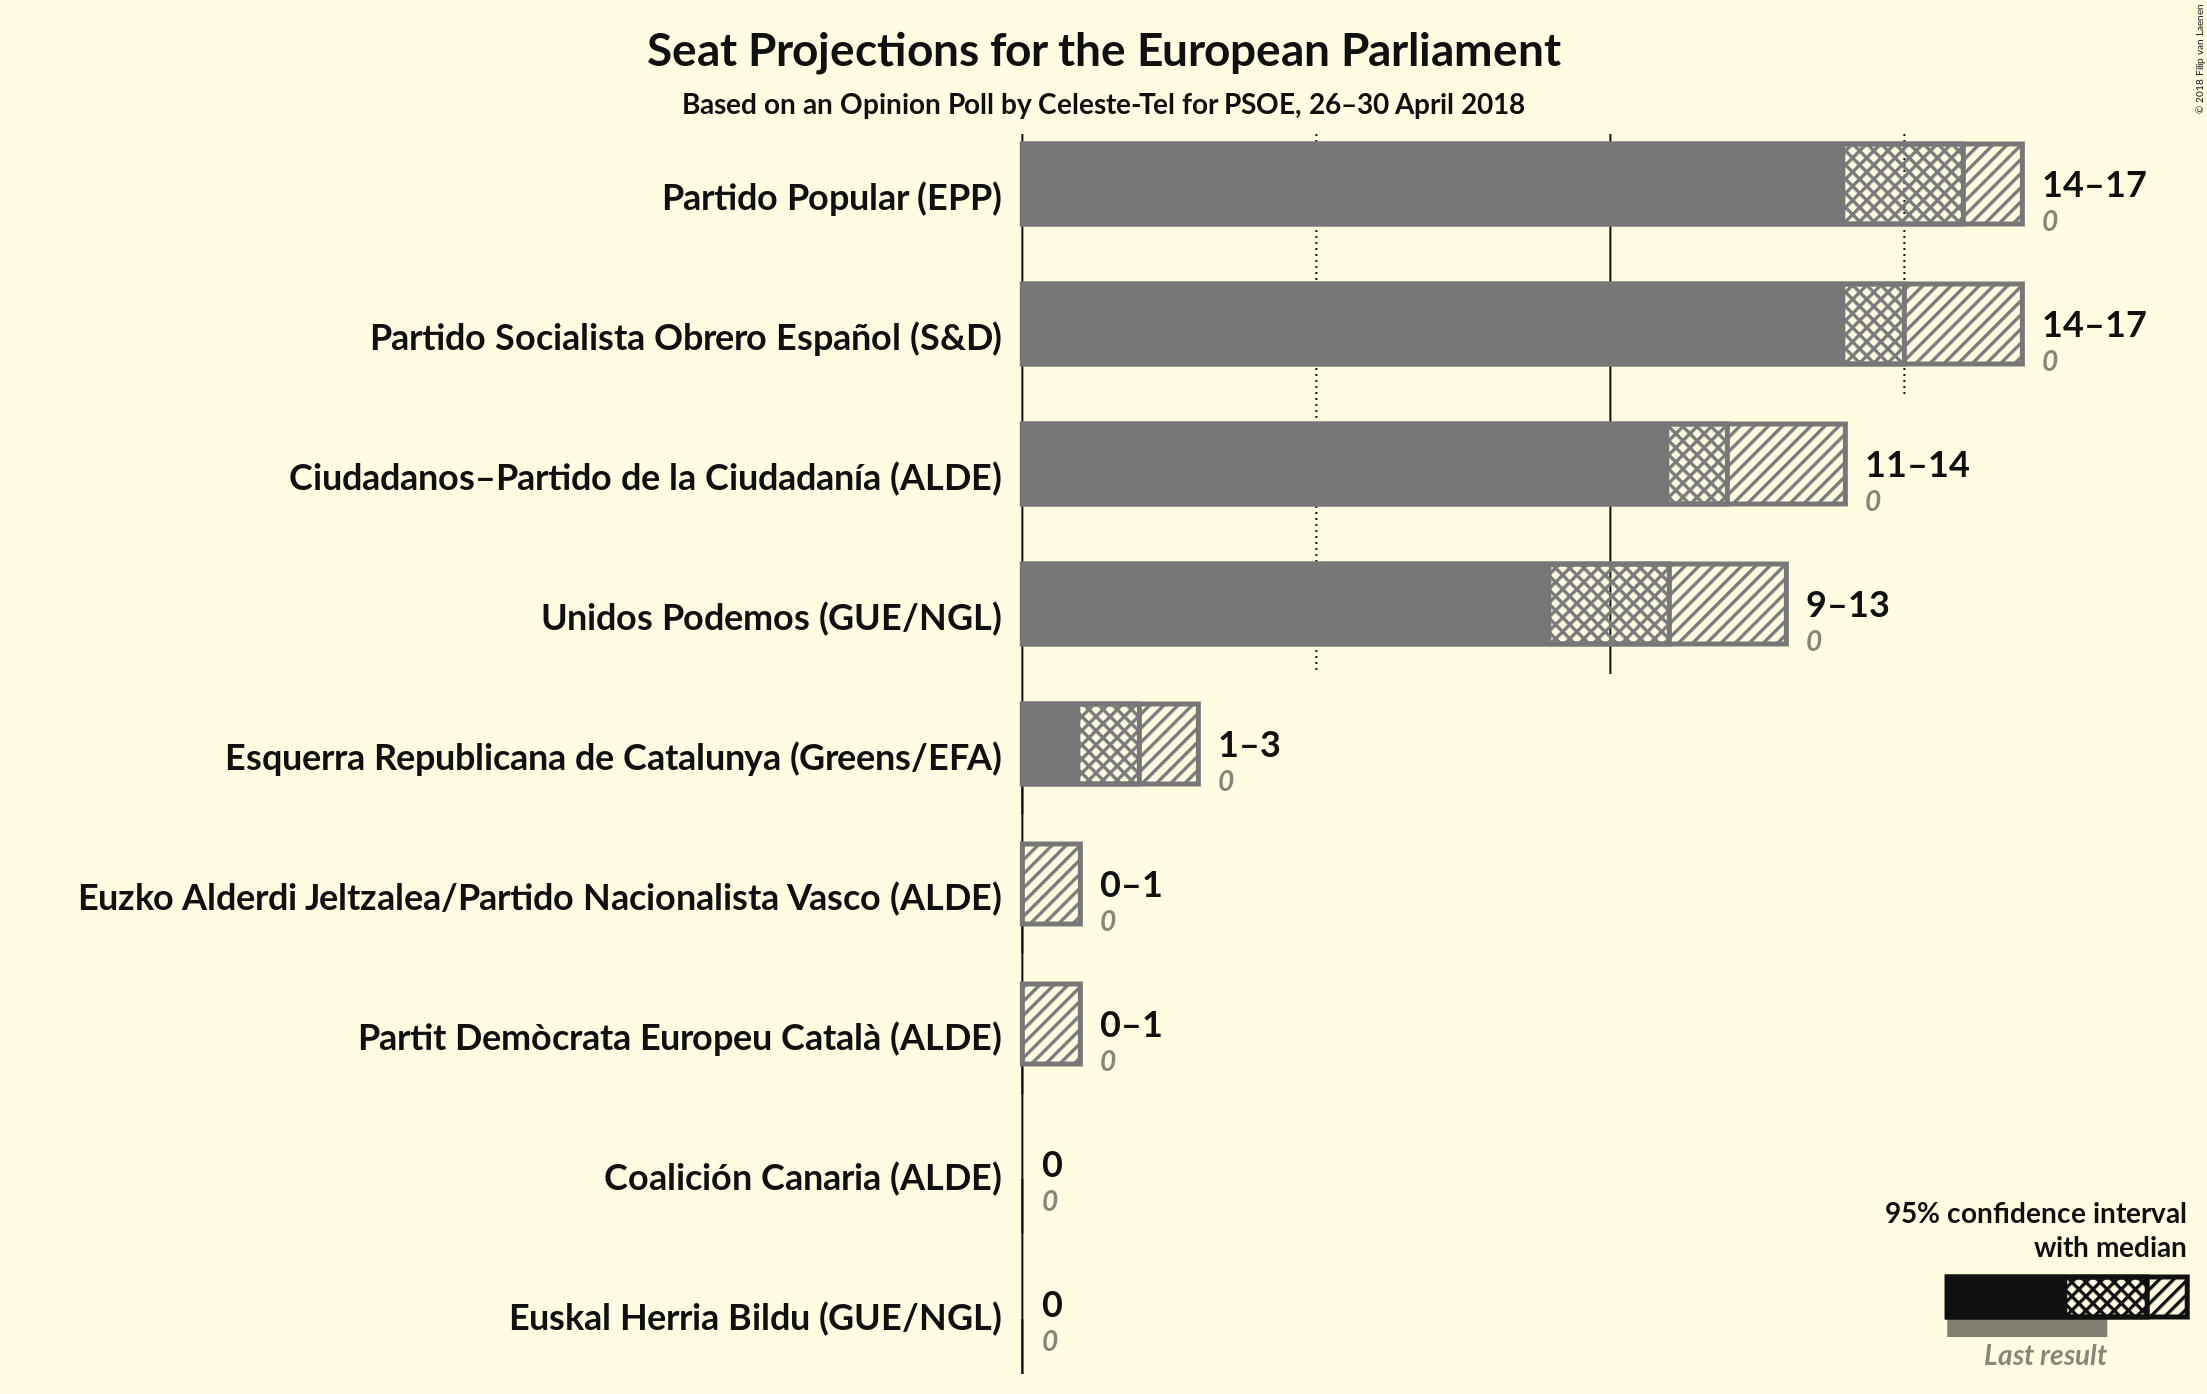 Seat Projections for the European Parliament
Based on an Opinion Poll by Celeste-Tel for PSOE, 26–30 April 2018
© 2018 Filip van Laenen
Partido Popular (EPP)
14–17
0
Partido Socialista Obrero Español (S&D)
14–17
0
Ciudadanos–Partido de la Ciudadanía (ALDE)
11–14
0
Unidos Podemos (GUE/NGL)
9–13
0
Esquerra Republicana de Catalunya (Greens/EFA)
1–3
0
Euzko Alderdi Jeltzalea/Partido Nacionalista Vasco (ALDE)
0–1
0
Partit Demòcrata Europeu Català (ALDE)
0–1
0
Coalición Canaria (ALDE)
0
0
Euskal Herria Bildu (GUE/NGL)
0
0
95% confidence interval
with median
Last result